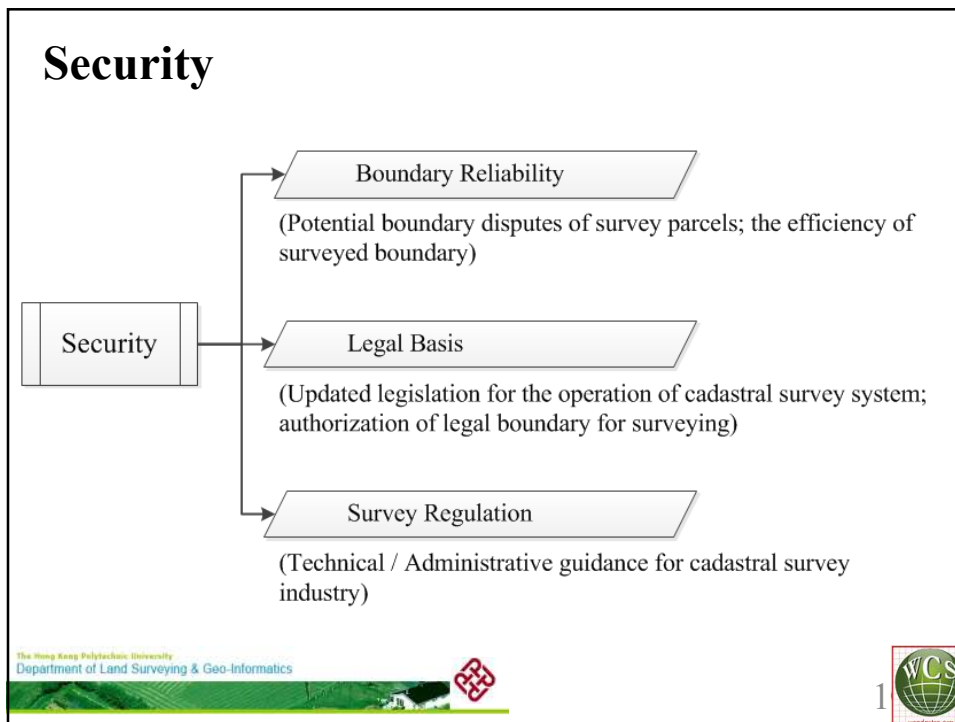 Security
Boundary Reliability
(Potential boundary disputes of survey parcels; the efficiency of
surveyed boundary)
Security
Legal Basis
(Updated legislation for the operation of cadastral survey system;
authorization of legal boundary for surveying)
Survey Regulation
(Technical / Administrative guidance for cadastral survey
industry)
The Hong Kong Polytechnic University
Department of Land Surveying & Geo-Informatics
1
WCS